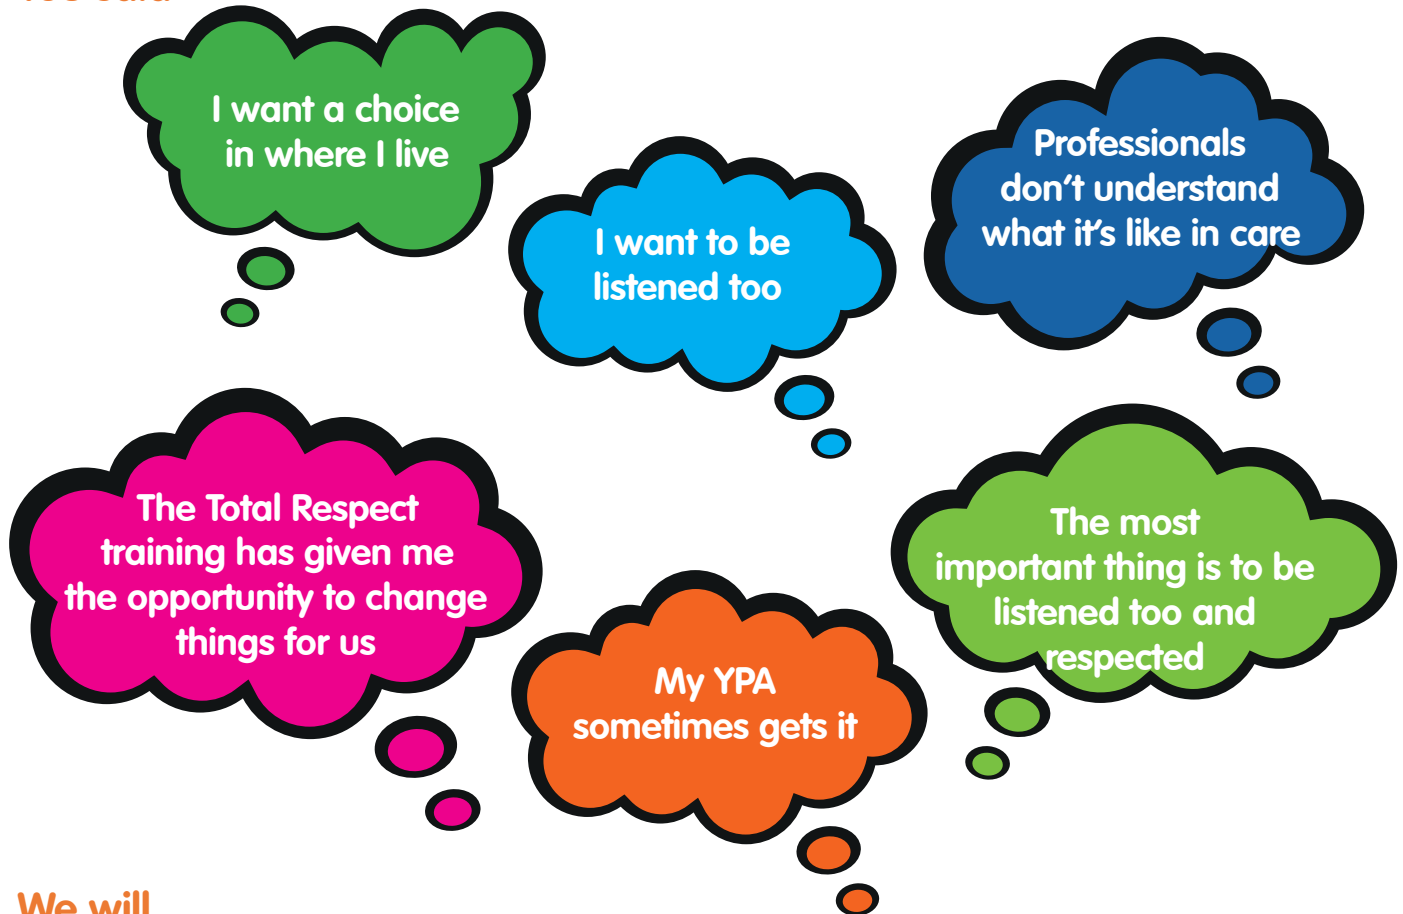 I want a choice
in where I live
Professionals
don't understand
what it's like in care
I want to be
listened too
The Total Respect
training has given me
the opportunity to change
things for us
The most
important thing is to be
listened too and
respected
My YPA
sometimes gets it
We will